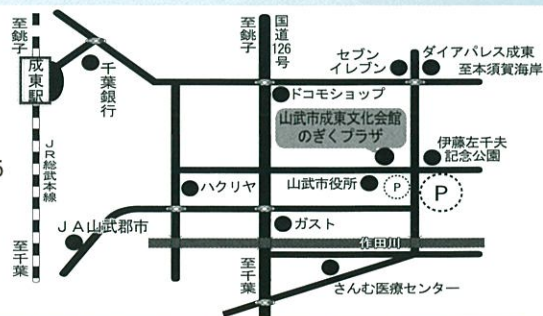 至銚子
成東駅
JR総武本線
至千葉
千葉銀行
至銚子
国道126号
セブン
イレブン
ダイアパレス成東
至本須賀海岸
ドコモショップ
山武市成東文化会館
のぎくプラザ
伊藤左千夫
記念公園
ハクリヤ
山武市役所
P
P
JA山武郡市
ガスト
作田川
至千葉
さんむ医療センター